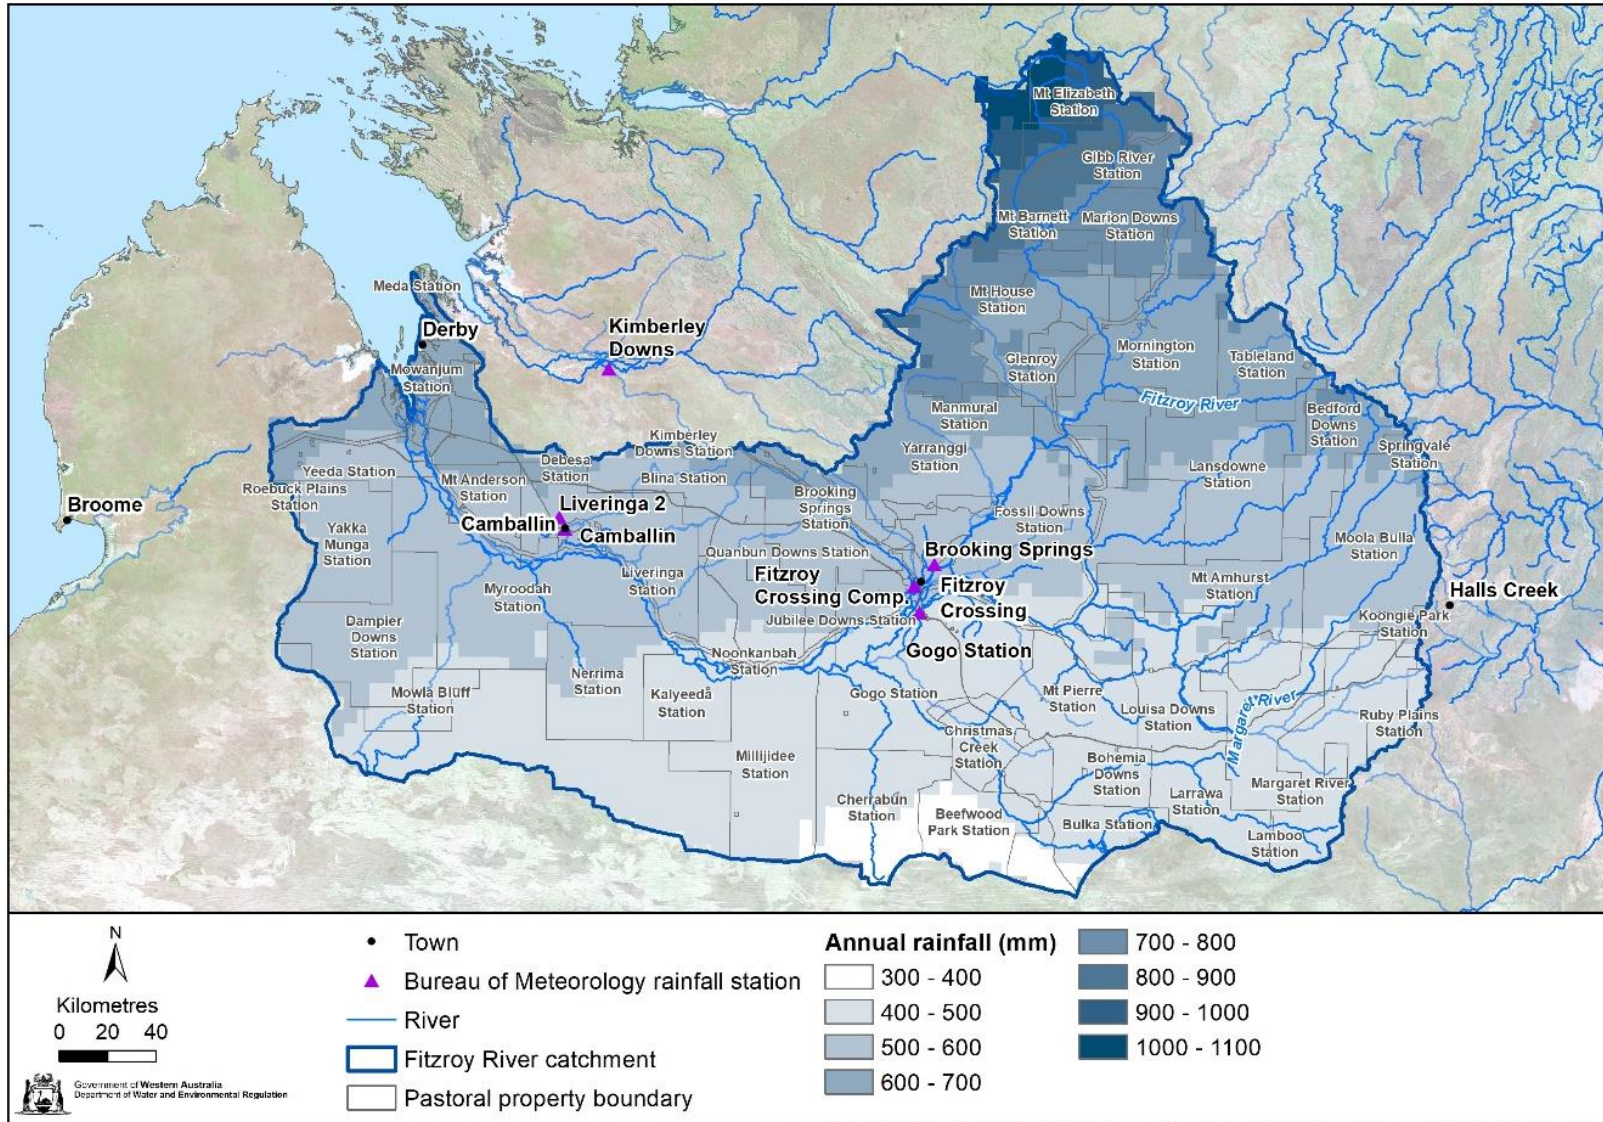 Mt Elizabeth
Station
Gibb River
Station
Mt Barnett
Station
Marion Downs
Station
Meda Station
Mt House
Station
Derby
Kimberley
Downs
Mornington
Station
Tableland
Station
Glenroy
Station
Mowanjum
Station
Fitzroy River
Manmural
Station
Bedford
Downs
Station
Kimberley
Downs Station
Springvale
Station
Yarranggi
Station
Debesa
Station
Yeeda Station
Mt Anderson
Station
Blina Station
Lansdowne
Station
Roebuck Plains
Station
Brooking
Springs
Station
Broome
Liveringa 2
Camballin
Camballin
Fossil Downs
Station
Yakka
Munga
Station
Moola Bulla
Station
Quanbun Downs Station
Brooking Springs
Liveringa
Station
Fitzroy
Crossing Comp.
Fitzroy
Crossing
Mt Amhurst
Station
Myroodah
Station
Halls Creek
Koongie Park
Station
Jubilee Downs Station
Dampier
Downs
Station
Gogo Station
Noonkanbah
Station
Nerrima
Station
Mowla Bluff
Station
Kalyeeda
Station
Gogo Station
Mt Pierre
Station
Louisa Downs
Station
Margaret River
Ruby Plains
Station
Christmas
Creek
Station
Millijidee
Station
Bohemia
Downs
Station
Margaret River
Station
Larrawa
Station
Cherrabun
Station
Beefwood
Park Station
Bulka Station
Lamboo
Station
N
Kilometres
0 20 40
Government of Western Australia
Department of Water and Environmental Regulation
Town
Bureau of Meteorology rainfall station
River
Fitzroy River catchment
Pastoral property boundary
Annual rainfall (mm)
300 - 400
400 - 500
500 - 600
600 - 700
700 - 800
800 - 900
900 - 1000
1000 - 1100